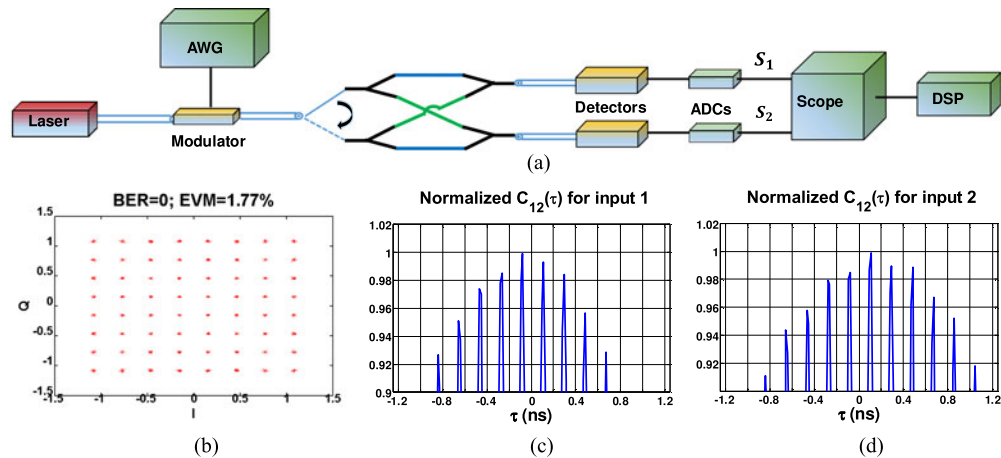 (a)
AWG
Laser
Modulator
Detectors
ADCs
S1
S2
Scope
DSP
(a)
BER=0; EVM=1.77%
1.5
1
0.5
0
-0.5
-1
-1.5
Q
-1.5 -1 -0.5 0 0.5 1 1.5
I
(b)
Normalized C12(τ) for input 1
1.02
1
0.98
0.96
0.94
0.92
0.9
-1.2 -0.8 -0.4 0 0.4 0.8 1.2
τ (ns)
(c)
Normalized C12(τ) for input 2
1.02
1
0.98
0.96
0.94
0.92
-1.2 -0.8 -0.4 0 0.4 0.8 1.2
τ (ns)
(d)